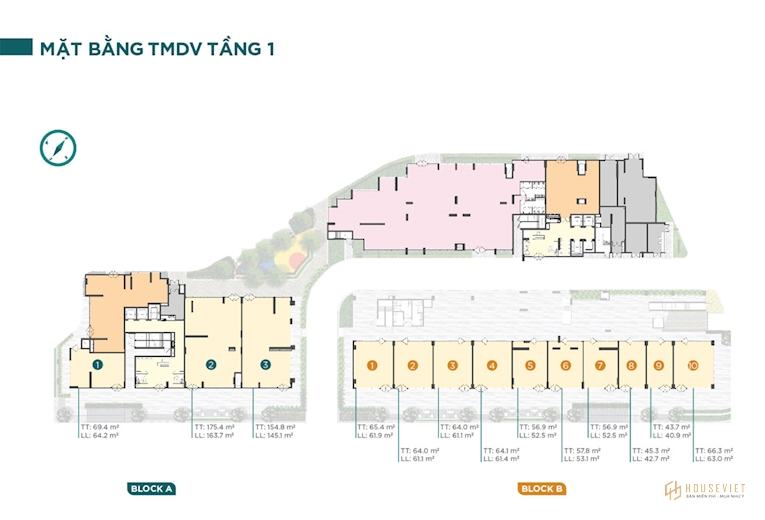 MẶT BẰNG TMDV TẦNG 1
1
2
3
1
2
3
4
5
6
7
8
9
10
TT: 69.4 m²
LL: 64.2 m²
TT: 175.4 m²
LL: 163.7 m²
TT: 154.8 m²
LL: 145.1 m²
TT: 65.4 m²
LL: 61.9 m²
TT: 64.0 m²
LL: 61.1 m²
TT: 64.0 m²
LL: 61.1 m²
TT: 64.1 m²
LL: 61.4 m²
TT: 56.9 m²
LL: 52.5 m²
TT: 57.8 m²
LL: 53.1 m²
TT: 56.9 m²
LL: 52.5 m²
TT: 45.3 m²
LL: 42.7 m²
TT: 43.7 m²
LL: 40.9 m²
TT: 66.3 m²
LL: 63.0 m²
BLOCK A
BLOCK B
HOUSEVIET
BÁN MIỄN PHÍ - MUA NHƯ Ý